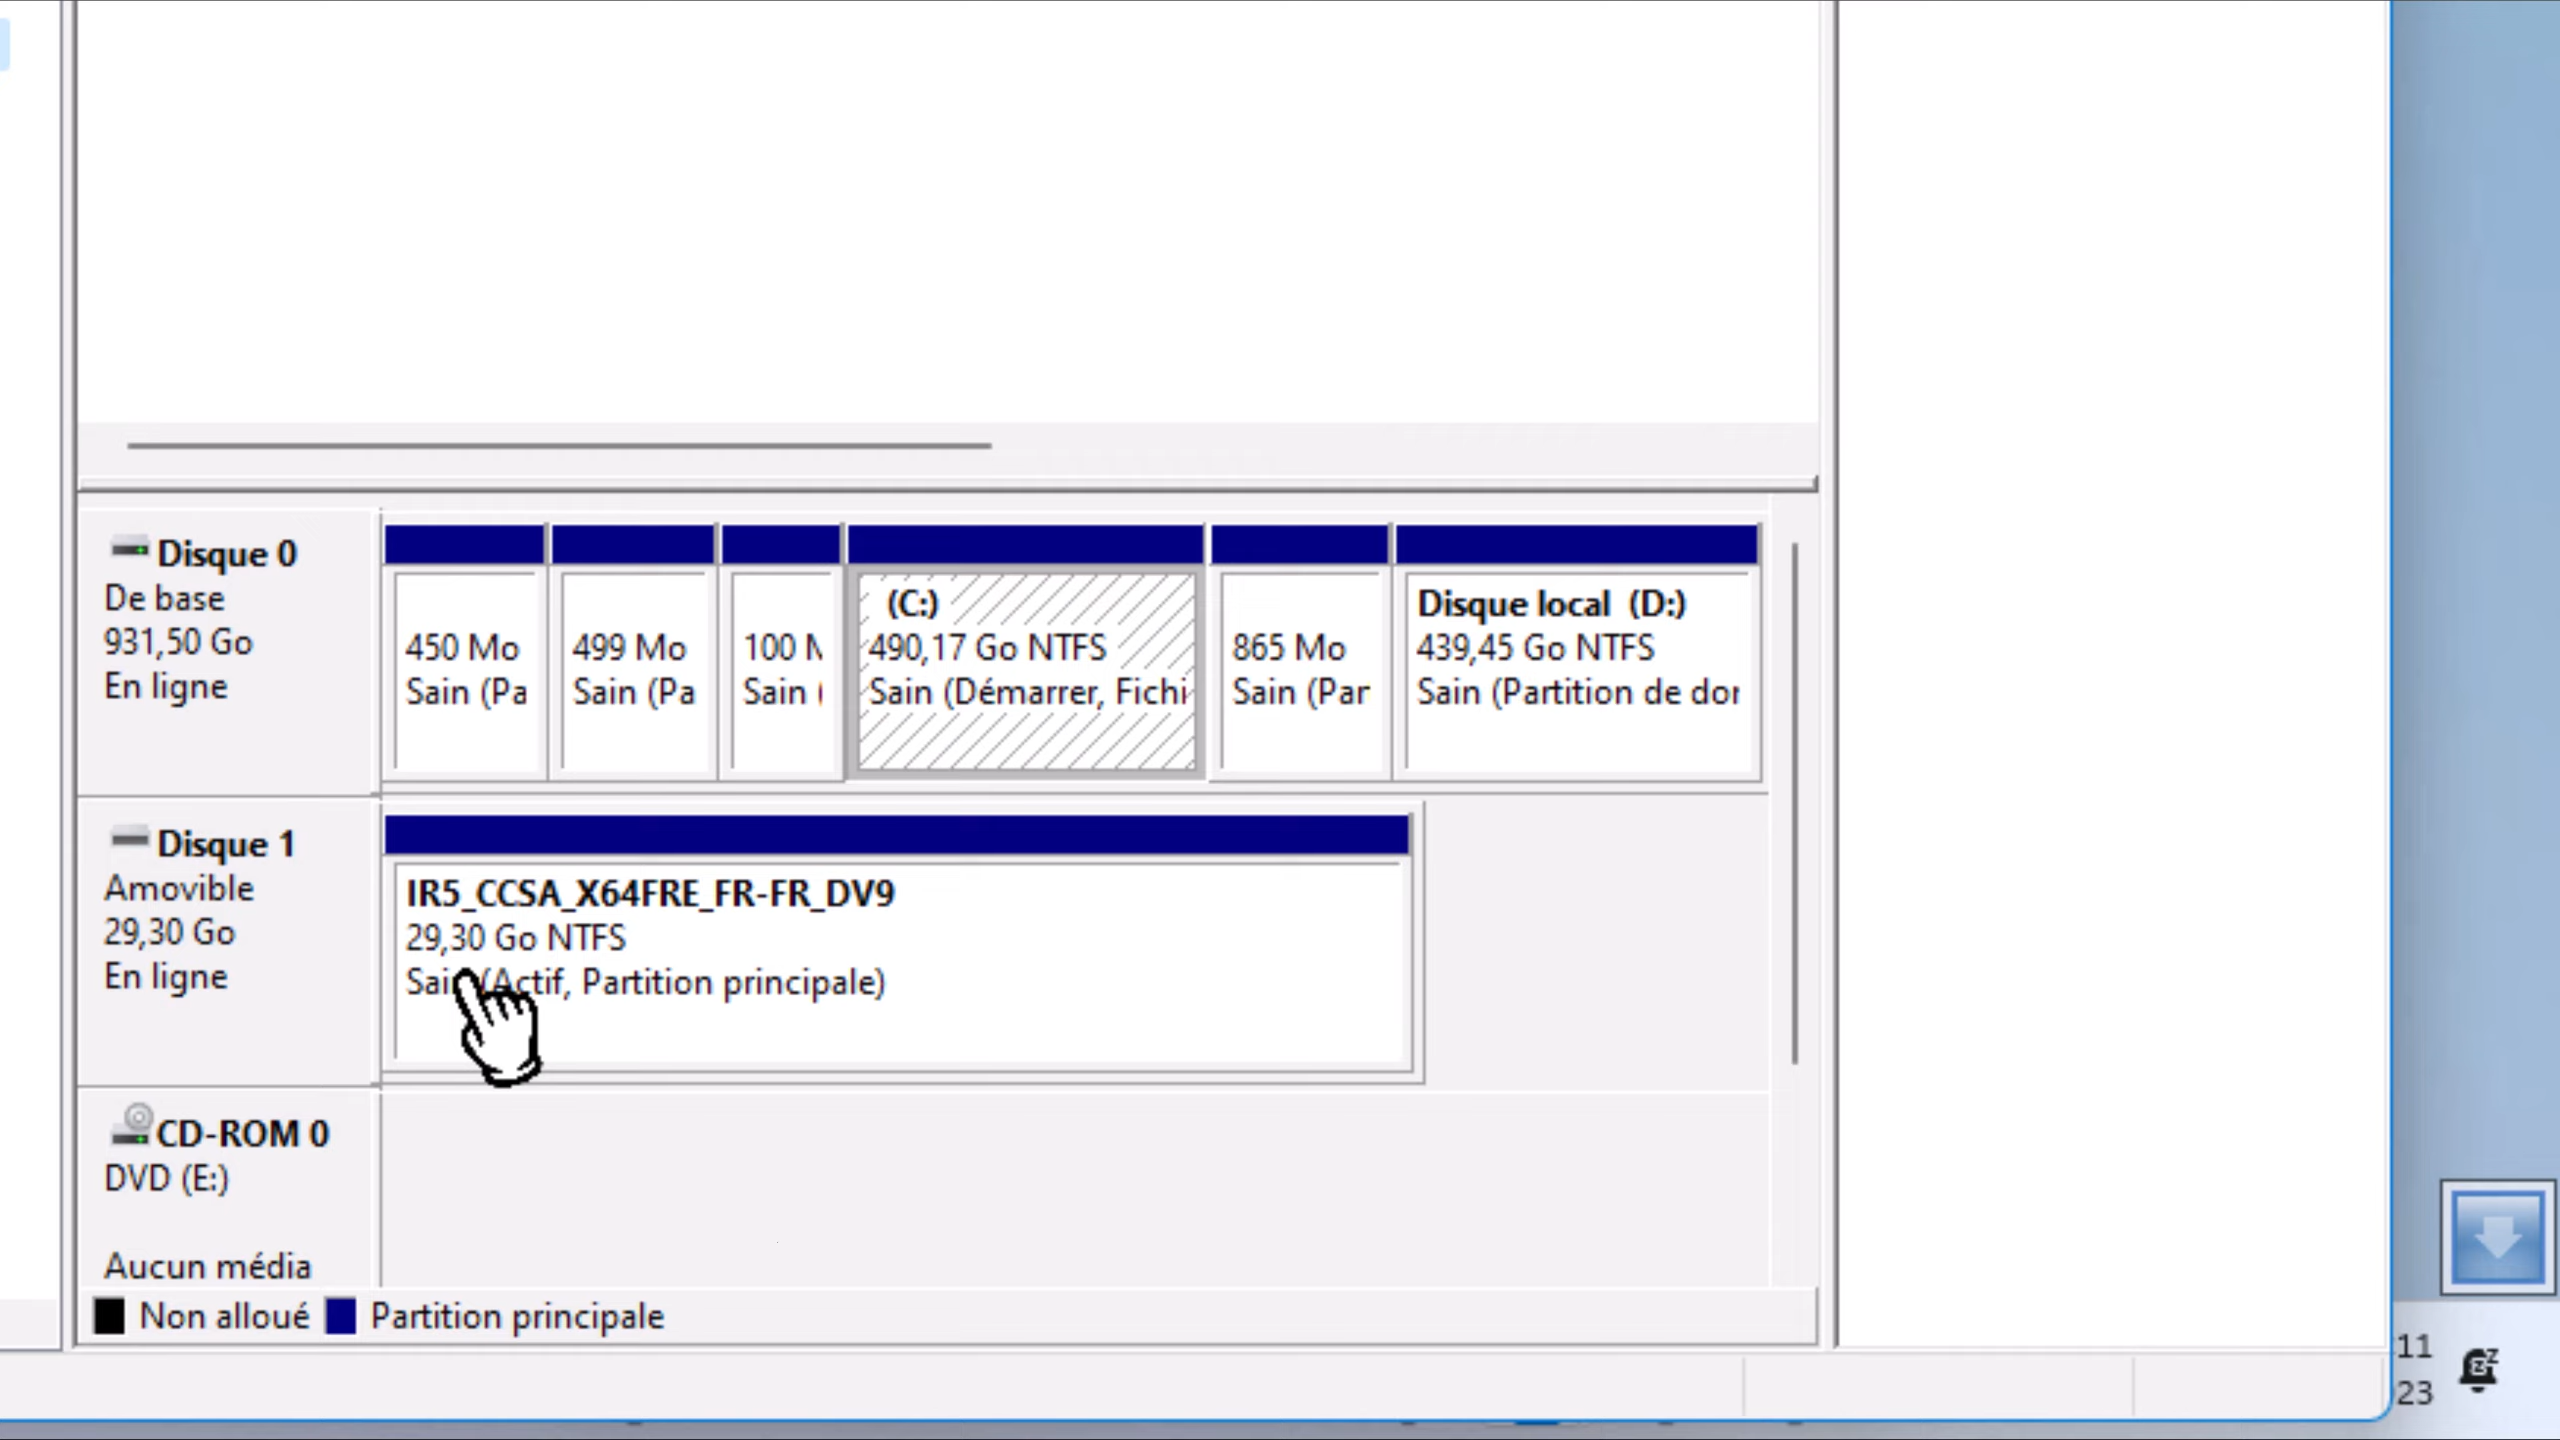 Disque 0
De base
931,50 Go
En ligne
450 Mo
Sain (Pa
499 Mo
Sain (Pa
100 M
Sain (
(C:)
490,17 Go NTFS
Sain (Démarrer, Fichi
865 Mo
Sain (Par
Disque local (D:)
439,45 Go NTFS
Sain (Partition de dor
Disque 1
Amovible
29,30 Go
En ligne
IR5_CCSA_X64FRE_FR-FR_DV9
29,30 Go NTFS
Sain (Actif, Partition principale)
CD-ROM 0
DVD (E:)
Aucun média
Non alloué Partition principale
11
23